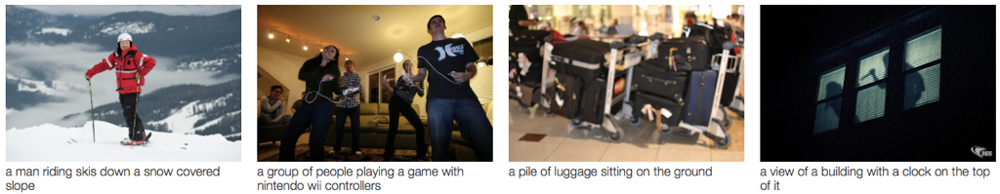 a man riding skis down a snow covered
slope
a group of people playing a game with
nintendo wii controllers
a pile of luggage sitting on the ground
a view of a building with a clock on the top
of it